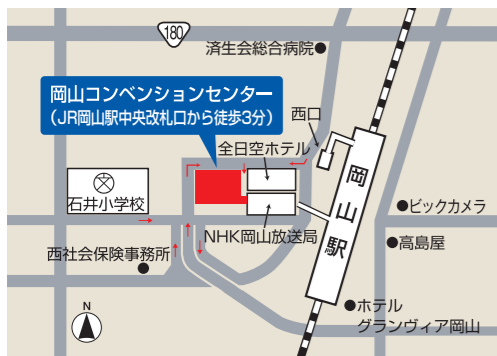 180
済生会総合病院
岡山コンベンションセンター
(JR岡山駅中央改札口から徒歩3分)
西口
全日空ホテル
岡山駅
石井小学校
ビックカメラ
NHK岡山放送局
高島屋
西社会保険事務所
N
ホテル
グランヴィア岡山